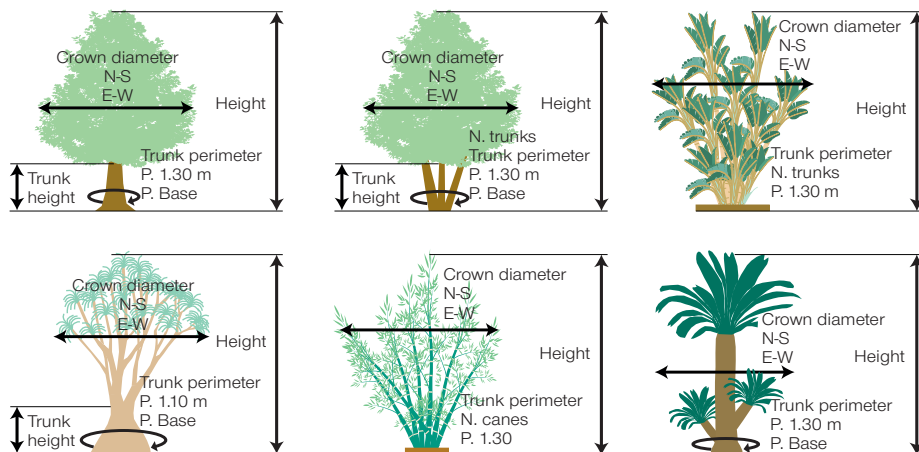 Crown diameter
N-S
E-W
Height
Trunk perimeter
P. 1.30 m
P. Base
Trunk
height
Crown diameter
N-S
E-W
Height
N. trunks
Trunk perimeter
P. 1.30 m
P. Base
Trunk
height
Crown diameter
N-S
E-W
Height
Trunk perimeter
N. trunks
P. 1.30 m
Crown diameter
N-S
E-W
Height
Trunk perimeter
P. 1.10 m
P. Base
Trunk
height
Crown diameter
N-S
E-W
Height
Trunk perimeter
N. canes
P. 1.30
Crown diameter
N-S
E-W
Height
Trunk perimeter
P. 1.30 m
P. Base